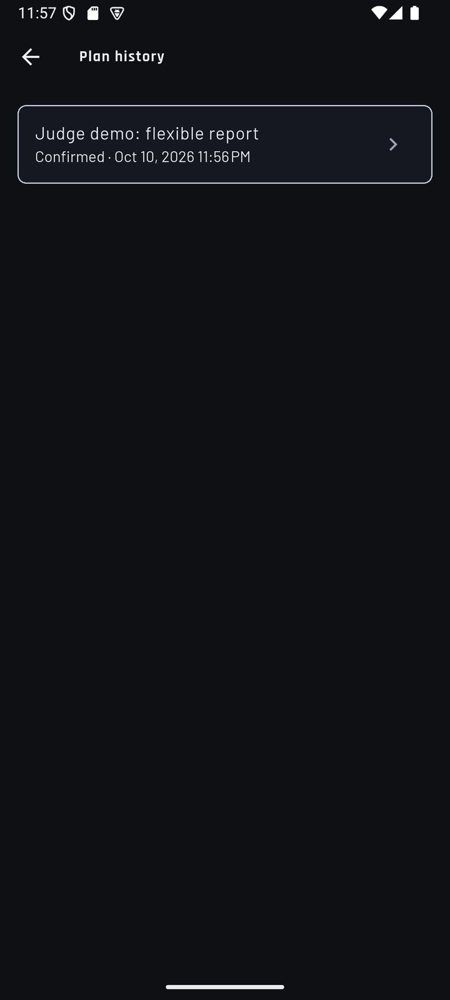 11:57
Plan history
Judge demo: flexible report
Confirmed · Oct 10, 2026 11:56 PM